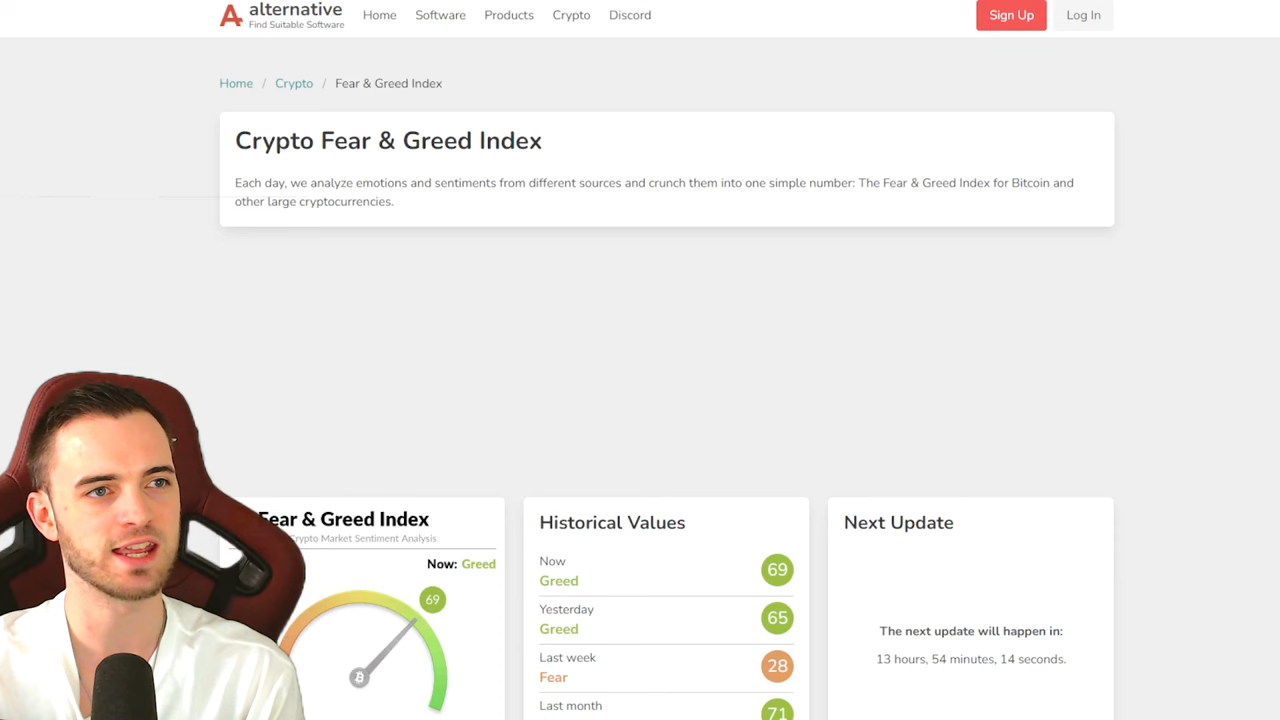 alternative
Find Suitable Software
Home Software Products Crypto Discord
Sign Up Log In
Home / Crypto / Fear & Greed Index
Crypto Fear & Greed Index
Each day, we analyze emotions and sentiments from different sources and crunch them into one simple number: The Fear & Greed Index for Bitcoin and
other large cryptocurrencies.
Fear & Greed Index
Crypto Market Sentiment Analysis
Now: Greed
69
Historical Values
Now
Greed
69
Yesterday
Greed
65
Last week
Fear
28
Last month
71
Next Update
The next update will happen in:
13 hours, 54 minutes, 14 seconds.